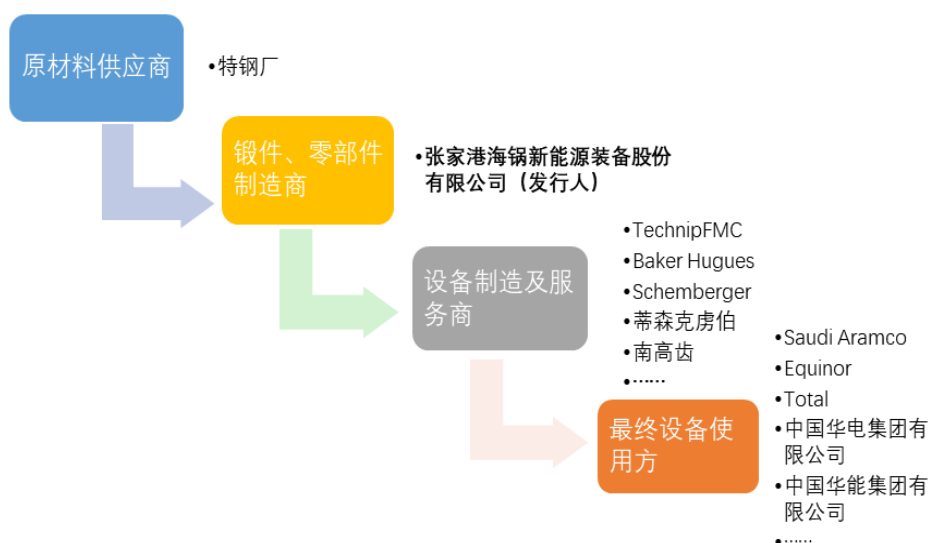 原材料供应商
•特钢厂
锻件、零部件
制造商
•张家港海锅新能源装备股份
有限公司（发行人）
设备制造及服
务商
•TechnipFMC
•Baker Hugues
•Schemberger
•蒂森克虏伯
•南高齿
•……
最终设备使
用方
•Saudi Aramco
•Equinor
•Total
•中国华电集团有
限公司
•中国华能集团有
限公司
•……